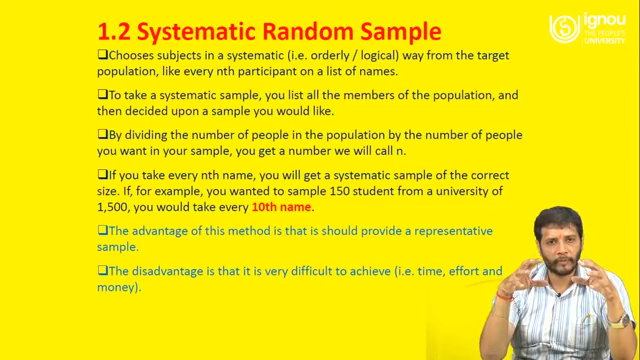 1.2 Systematic Random Sample
ignou
THE PEOPLE'S
UNIVERSITY
❑Chooses subjects in a systematic (i.e. orderly / logical) way from the target
population, like every nth participant on a list of names.
❑To take a systematic sample, you list all the members of the population, and
then decided upon a sample you would like.
❑By dividing the number of people in the population by the number of people
you want in your sample, you get a number we will call n.
❑If you take every nth name, you will get a systematic sample of the correct
size. If, for example, you wanted to sample 150 student from a university of
1,500, you would take every 10th name.
❑The advantage of this method is that is should provide a representative
sample.
❑The disadvantage is that it is very difficult to achieve (i.e. time, effort and
money).